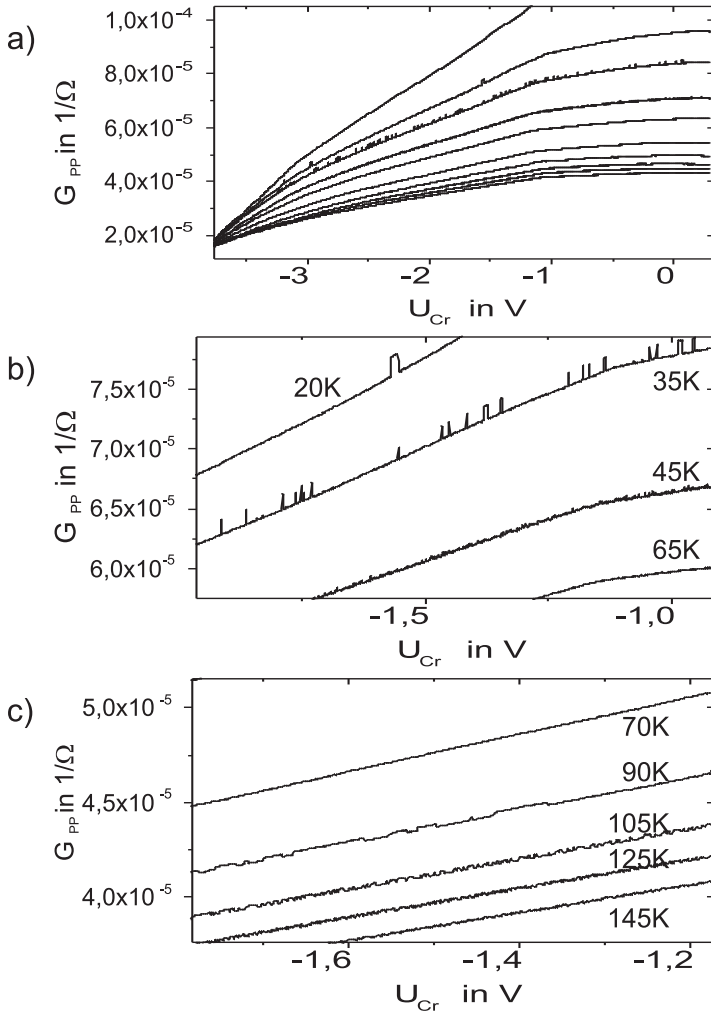 a)
1,0x10⁻⁴
8,0x10⁻⁵
6,0x10⁻⁵
4,0x10⁻⁵
2,0x10⁻⁵
G PP in 1/Ω
-3 -2 -1 0
U Cr in V
b)
7,5x10⁻⁵
7,0x10⁻⁵
6,5x10⁻⁵
6,0x10⁻⁵
G PP in 1/Ω
20K
35K
45K
65K
-1,5 -1,0
U Cr in V
c)
5,0x10⁻⁵
4,5x10⁻⁵
4,0x10⁻⁵
G PP in 1/Ω
70K
90K
105K
125K
145K
-1,6 -1,4 -1,2
U Cr in V